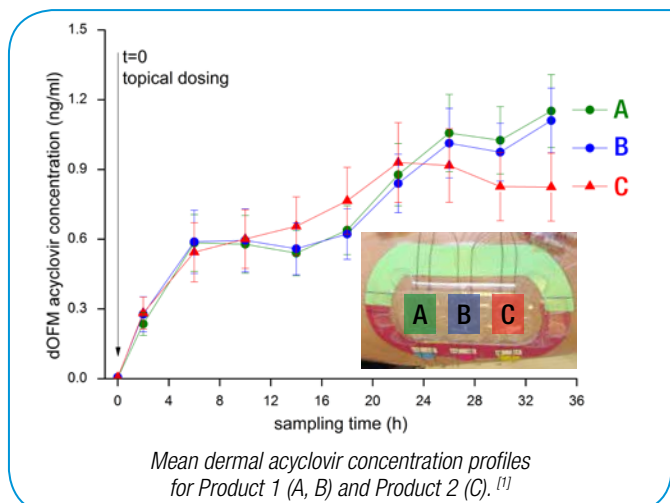 1.5
1.2
0.9
0.6
0.3
0.0
dOFM acyclovir concentration (ng/ml)
t=0
topical dosing
A
B
C
A B C
0 4 8 12 16 20 24 28 32 36
sampling time (h)
Mean dermal acyclovir concentration profiles
for Product 1 (A, B) and Product 2 (C). [1]